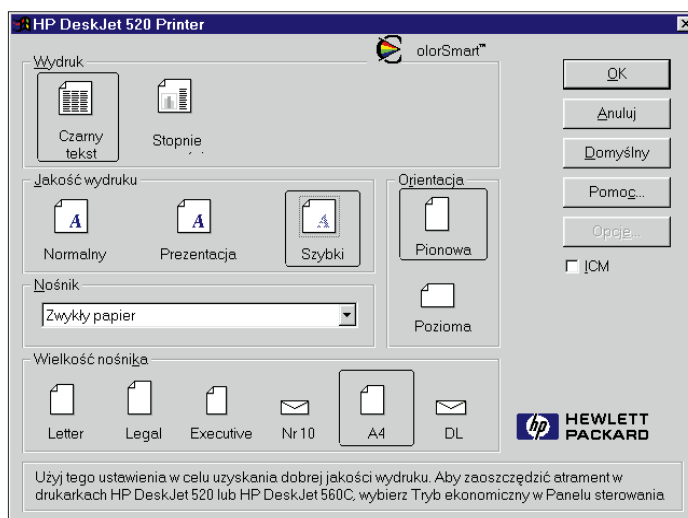 HP DeskJet 520 Printer
olorSmart™
Wydruk
Czarny
tekst
Stopnie
OK
Anuluj
Domyślny
Pomoc...
Opcje...
ICM
Jakość wydruku
Normalny
Prezentacja
Szybki
Orientacja
Pionowa
Pozioma
Nośnik
Zwykły papier
Wielkość nośnika
Letter
Legal
Executive
Nr 10
A4
DL
hp HEWLETT
PACKARD
Użyj tego ustawienia w celu uzyskania dobrej jakości wydruku. Aby zaoszczędzić atrament w
drukarkach HP DeskJet 520 lub HP DeskJet 560C, wybierz Tryb ekonomiczny w Panelu sterowania